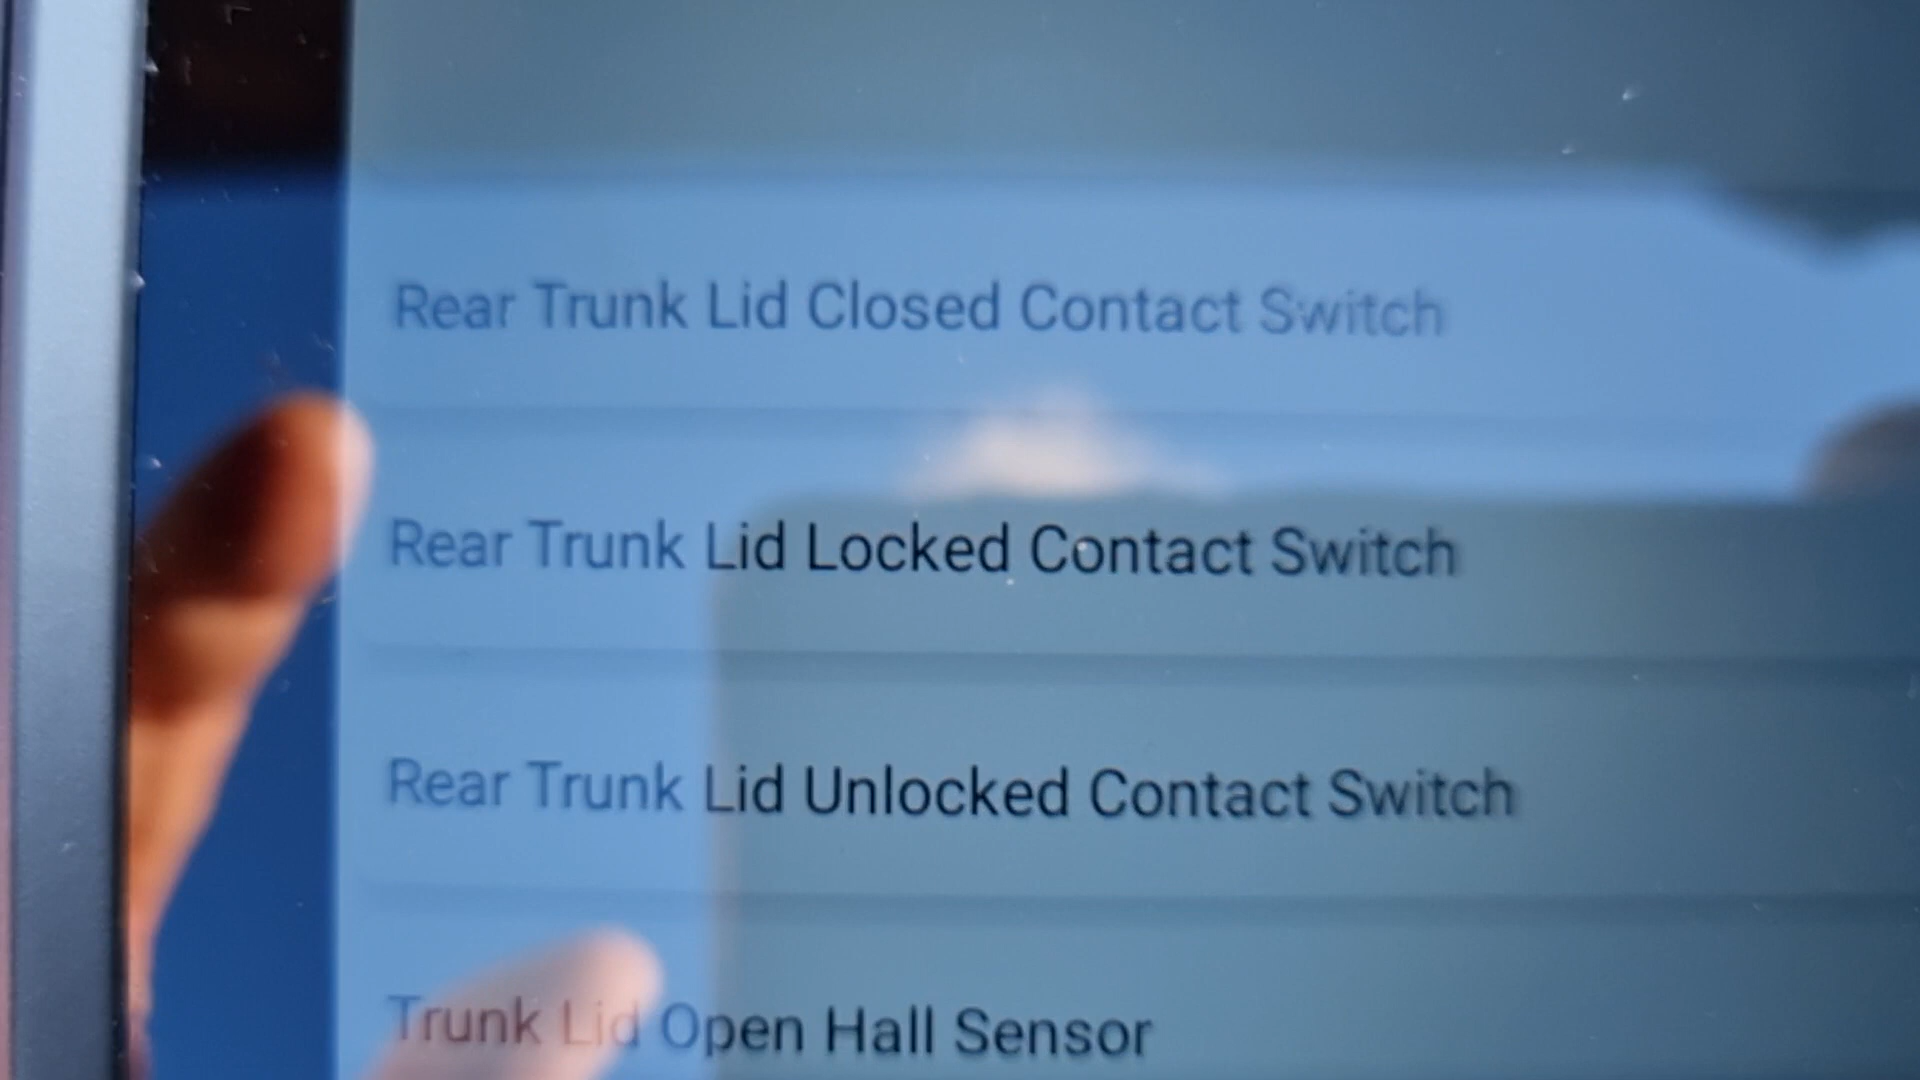 Rear Trunk Lid Closed Contact Switch
Rear Trunk Lid Locked Contact Switch
Rear Trunk Lid Unlocked Contact Switch
Trunk Lid Open Hall Sensor